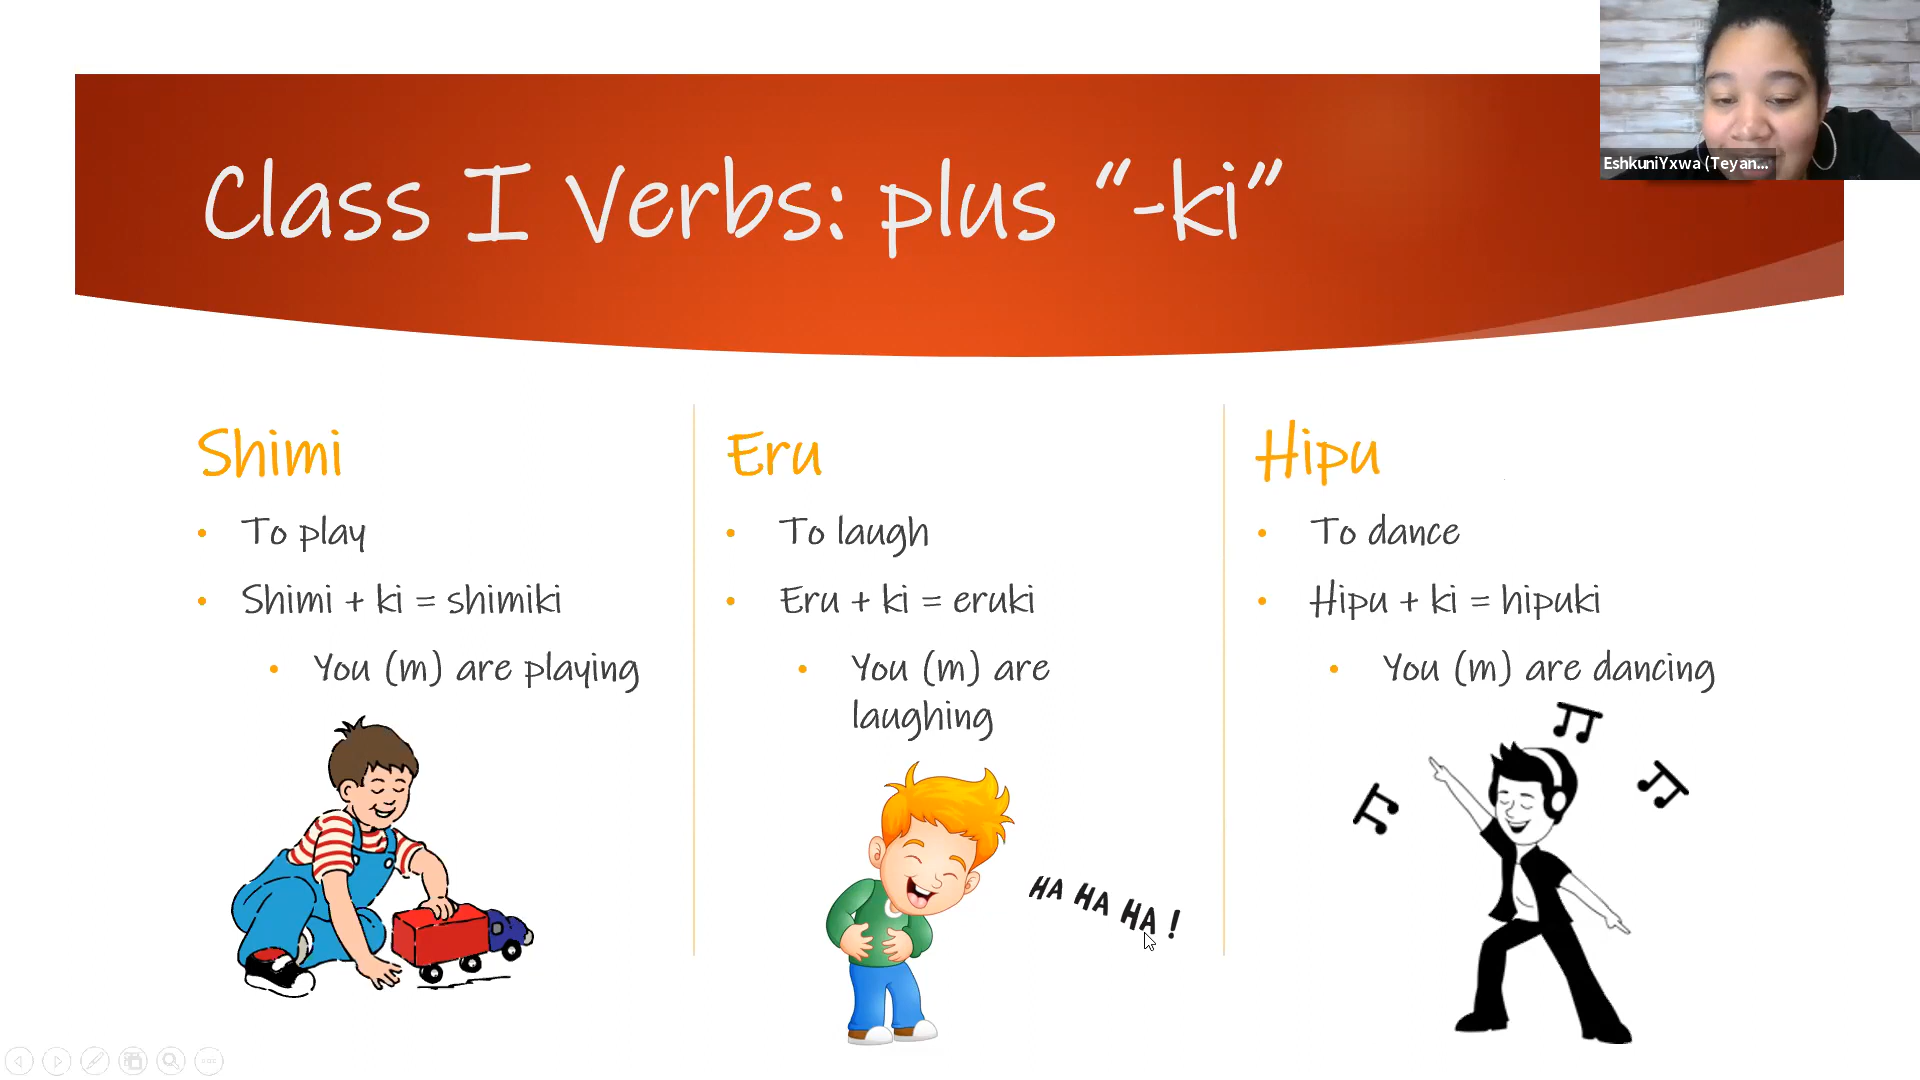 EshkuniYxwa (Teyan...
Class I Verbs: plus “-ki”
Shimi
• To play
• Shimi + ki = shimiki
• You (m) are playing
Eru
• To laugh
• Eru + ki = eruki
• You (m) are
laughing
HA HA HA !
Hipu
• To dance
• Hipu + ki = hipuki
• You (m) are dancing